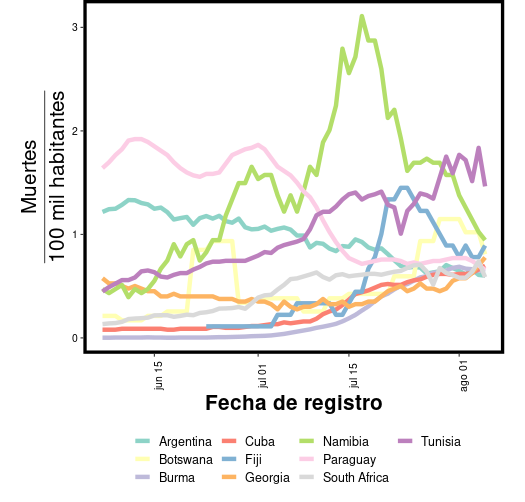 3
2
1
0
Muertes
100 mil habitantes
jun 15
jul 01
jul 15
ago 01
Fecha de registro
Argentina Cuba Namibia Tunisia
Botswana Fiji Paraguay
Burma Georgia South Africa